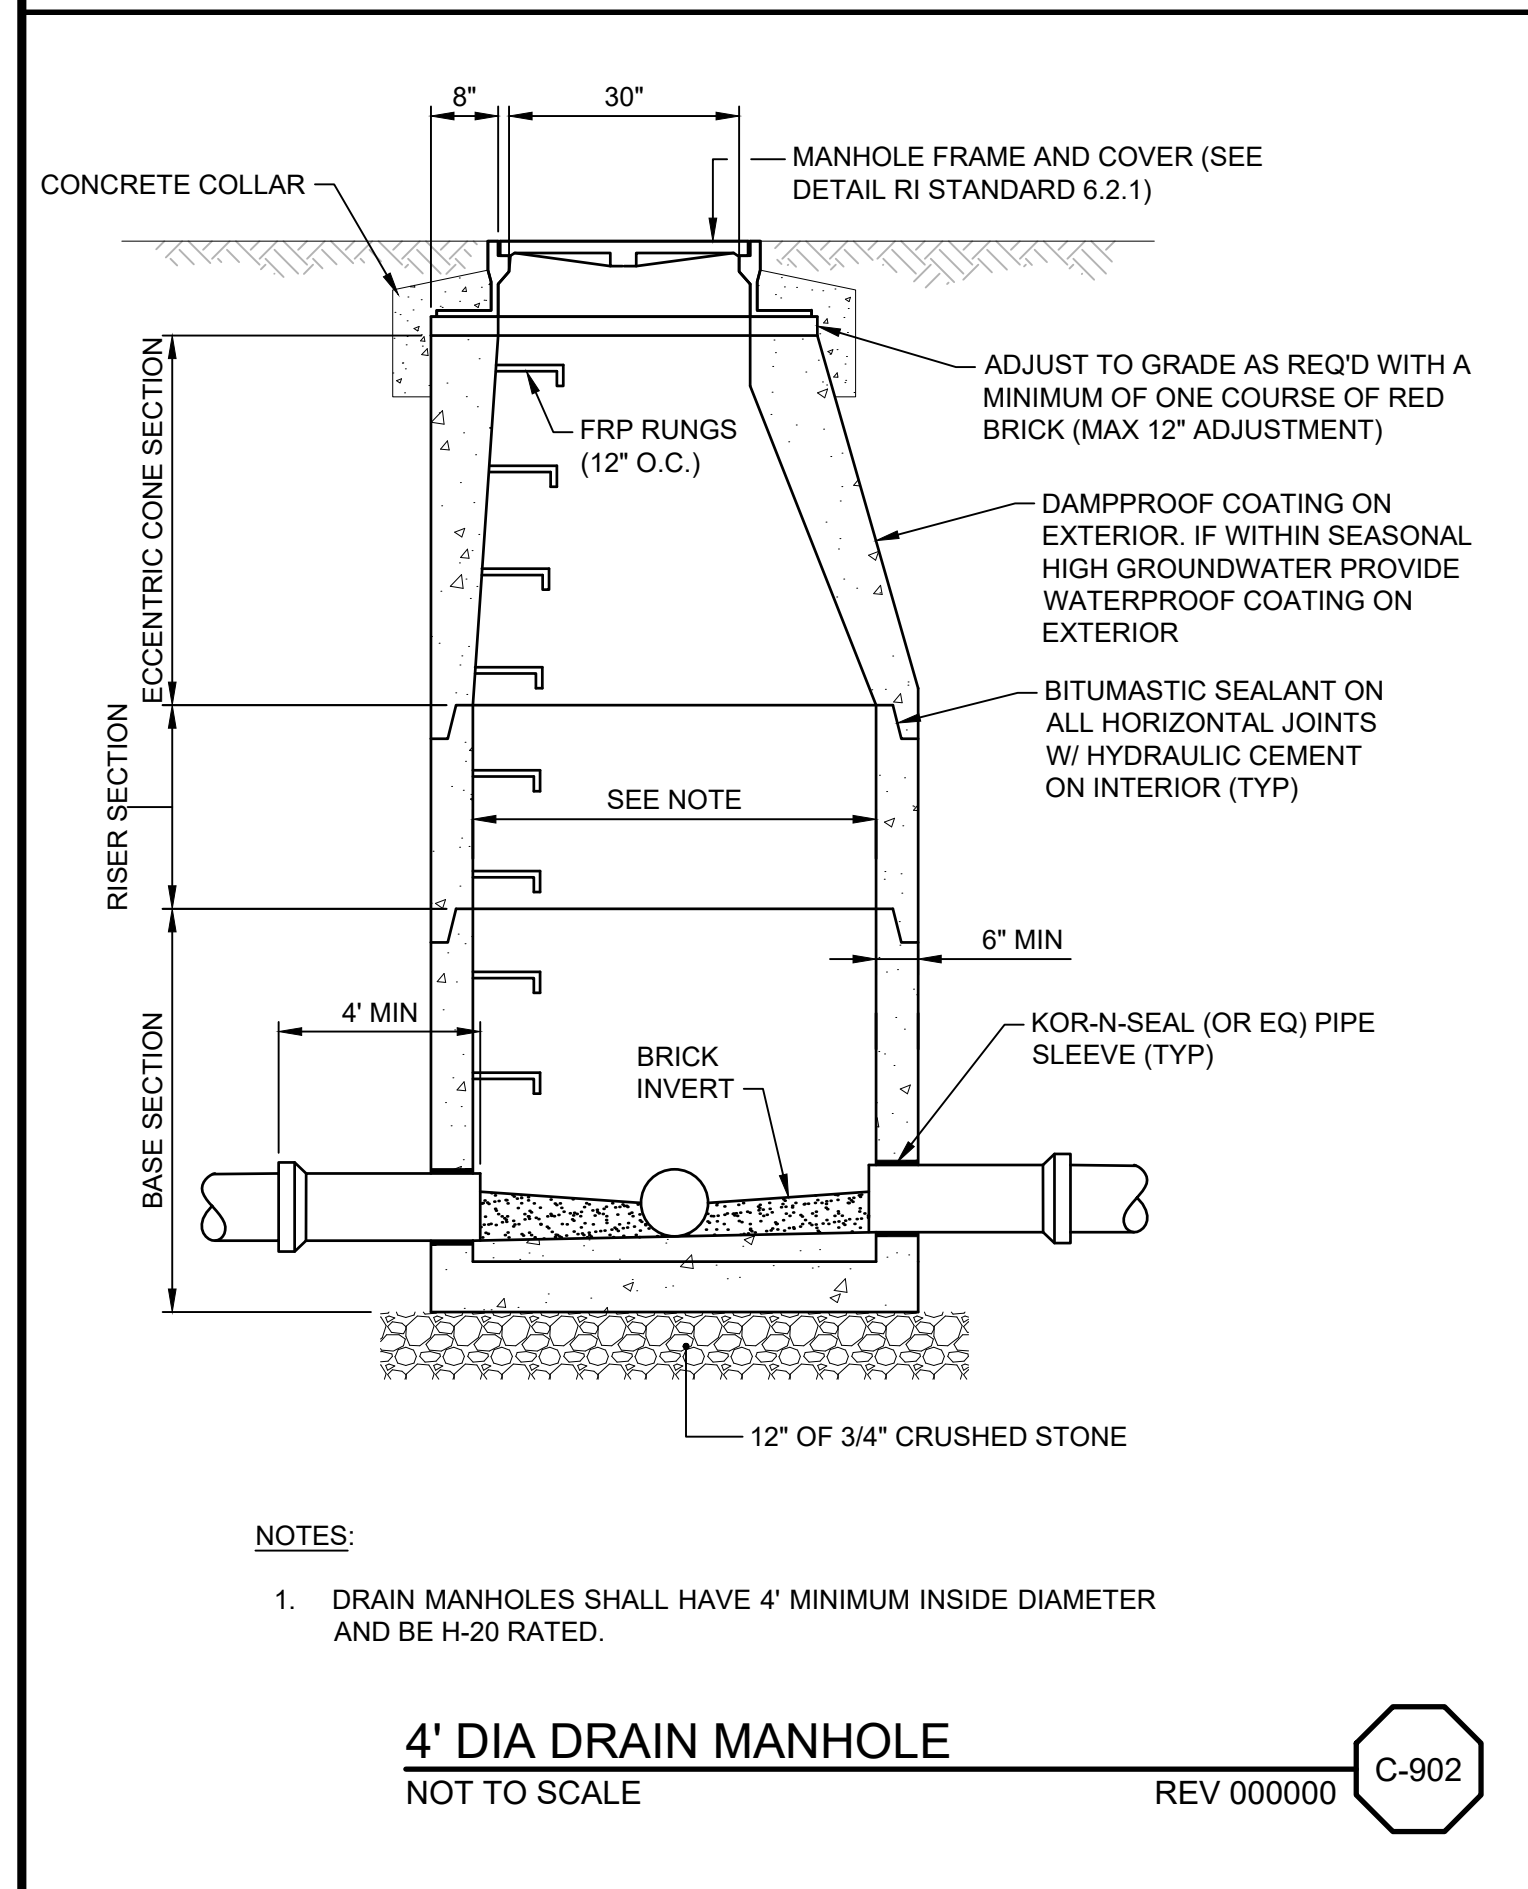 8"
30"
MANHOLE FRAME AND COVER (SEE
DETAIL RI STANDARD 6.2.1)
CONCRETE COLLAR
ADJUST TO GRADE AS REQ'D WITH A
MINIMUM OF ONE COURSE OF RED
BRICK (MAX 12" ADJUSTMENT)
FRP RUNGS
(12" O.C.)
ECCENTRIC CONE SECTION
DAMPPROOF COATING ON
EXTERIOR. IF WITHIN SEASONAL
HIGH GROUNDWATER PROVIDE
WATERPROOF COATING ON
EXTERIOR
BITUMASTIC SEALANT ON
ALL HORIZONTAL JOINTS
W/ HYDRAULIC CEMENT
ON INTERIOR (TYP)
RISER SECTION
SEE NOTE
6" MIN
4' MIN
BASE SECTION
BRICK
INVERT
KOR-N-SEAL (OR EQ) PIPE
SLEEVE (TYP)
12" OF 3/4" CRUSHED STONE
NOTES:
1. DRAIN MANHOLES SHALL HAVE 4' MINIMUM INSIDE DIAMETER
AND BE H-20 RATED.
4' DIA DRAIN MANHOLE
NOT TO SCALE
REV 000000
C-902